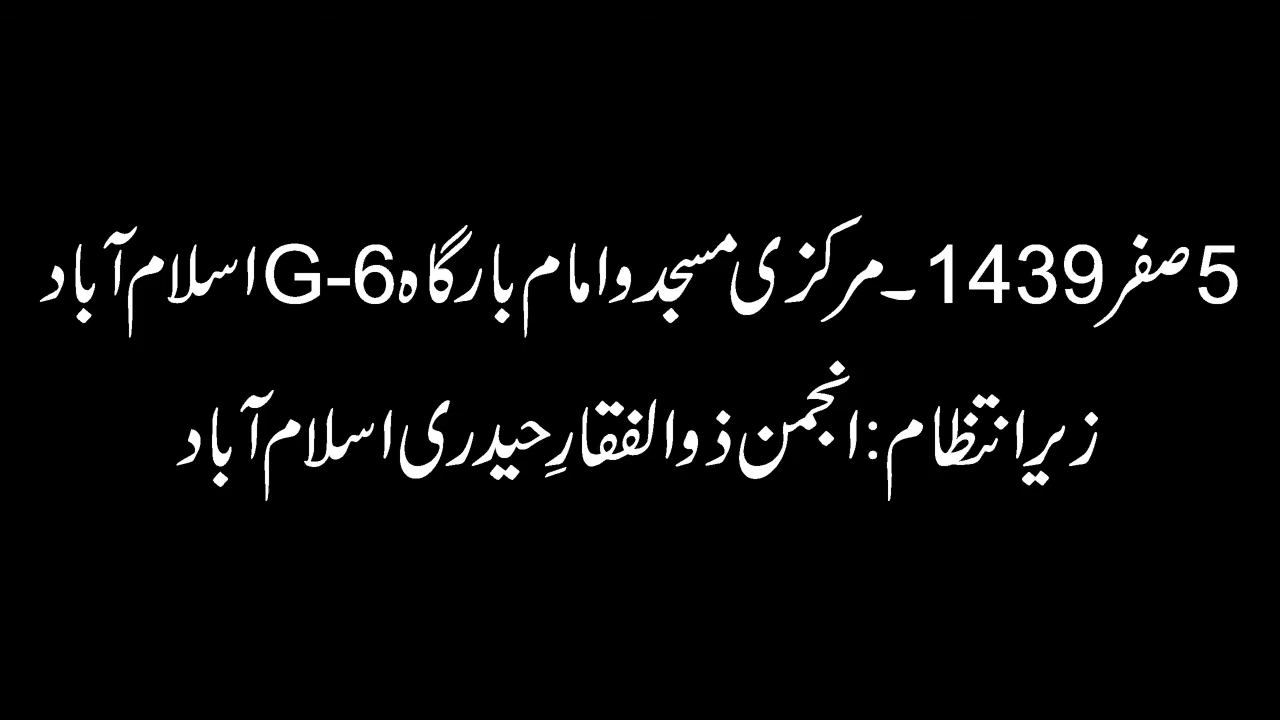 5 صفر 1439 ۔ مرکزی مسجد و امام بارگاہ G-6 اسلام آباد
زیر انتظام : انجمن ذوالفقارِ حیدری اسلام آباد